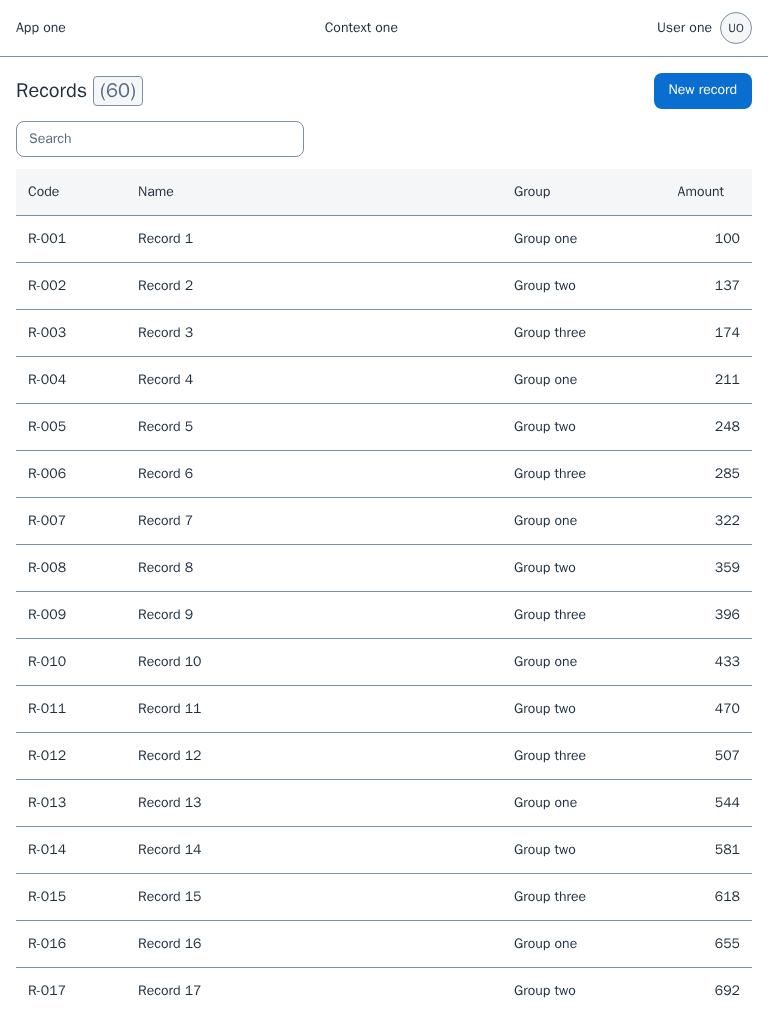 App one Context one User one UO
Records (60) New record
Search
Code Name Group Amount
R-001 Record 1 Group one 100
R-002 Record 2 Group two 137
R-003 Record 3 Group three 174
R-004 Record 4 Group one 211
R-005 Record 5 Group two 248
R-006 Record 6 Group three 285
R-007 Record 7 Group one 322
R-008 Record 8 Group two 359
R-009 Record 9 Group three 396
R-010 Record 10 Group one 433
R-011 Record 11 Group two 470
R-012 Record 12 Group three 507
R-013 Record 13 Group one 544
R-014 Record 14 Group two 581
R-015 Record 15 Group three 618
R-016 Record 16 Group one 655
R-017 Record 17 Group two 692